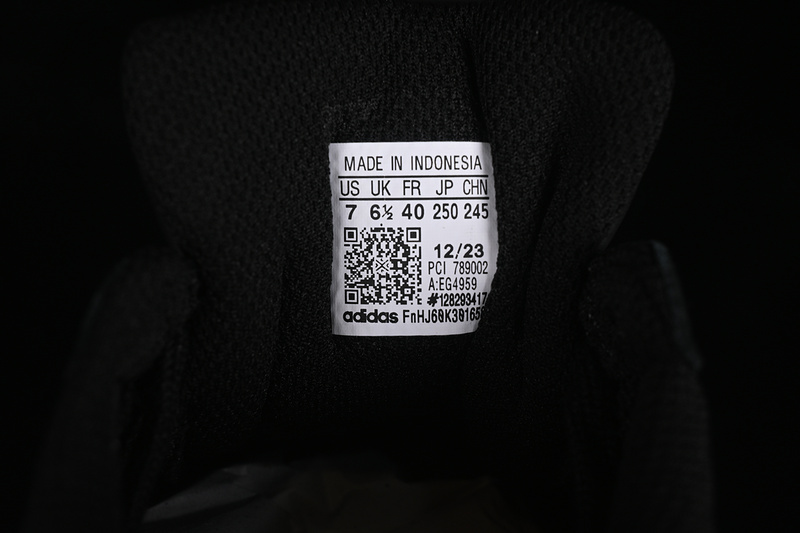 MADE IN INDONESIA
US UK FR JP CHN
7 6½ 40 250 245
12/23
PCI 789002
A:EG4959
#128293417
adidas FnHJ60K30165